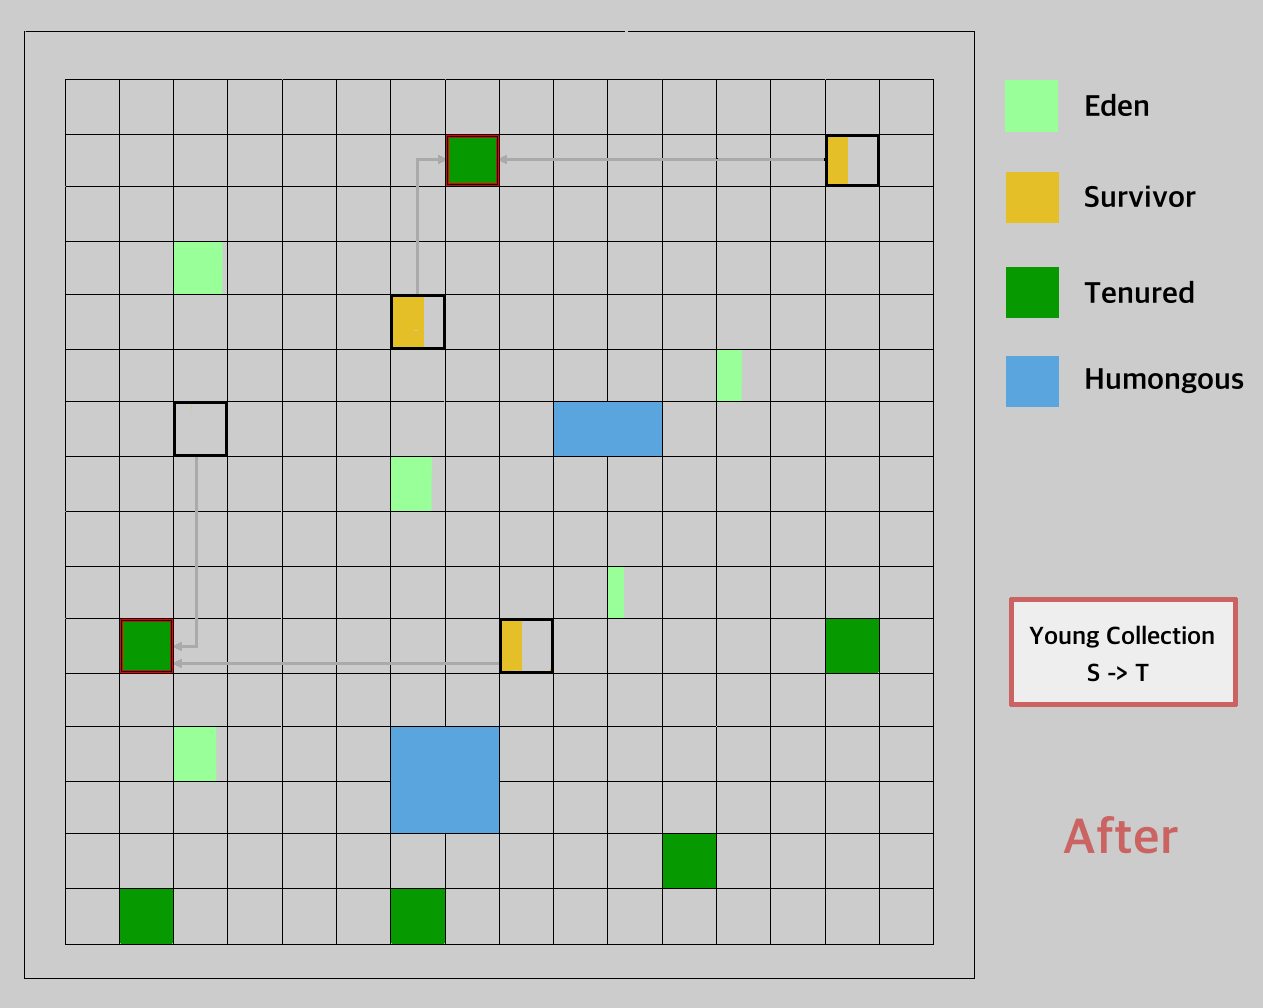 Eden
Survivor
Tenured
Humongous
Young Collection
S -> T
After